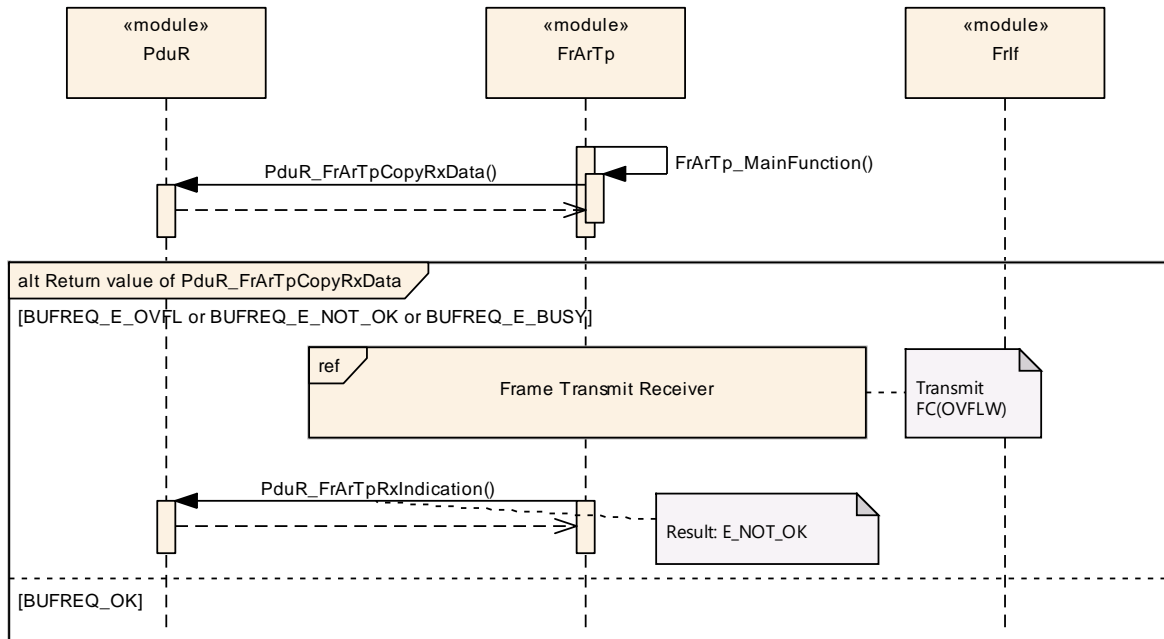 «module»
PduR
«module»
FrArTp
«module»
FrIf
FrArTp_MainFunction()
PduR_FrArTpCopyRxData()
alt Return value of PduR_FrArTpCopyRxData
[BUFREQ_E_OVFL or BUFREQ_E_NOT_OK or BUFREQ_E_BUSY]
ref
Frame Transmit Receiver
Transmit
FC(OVFLW)
PduR_FrArTpRxIndication()
Result: E_NOT_OK
[BUFREQ_OK]